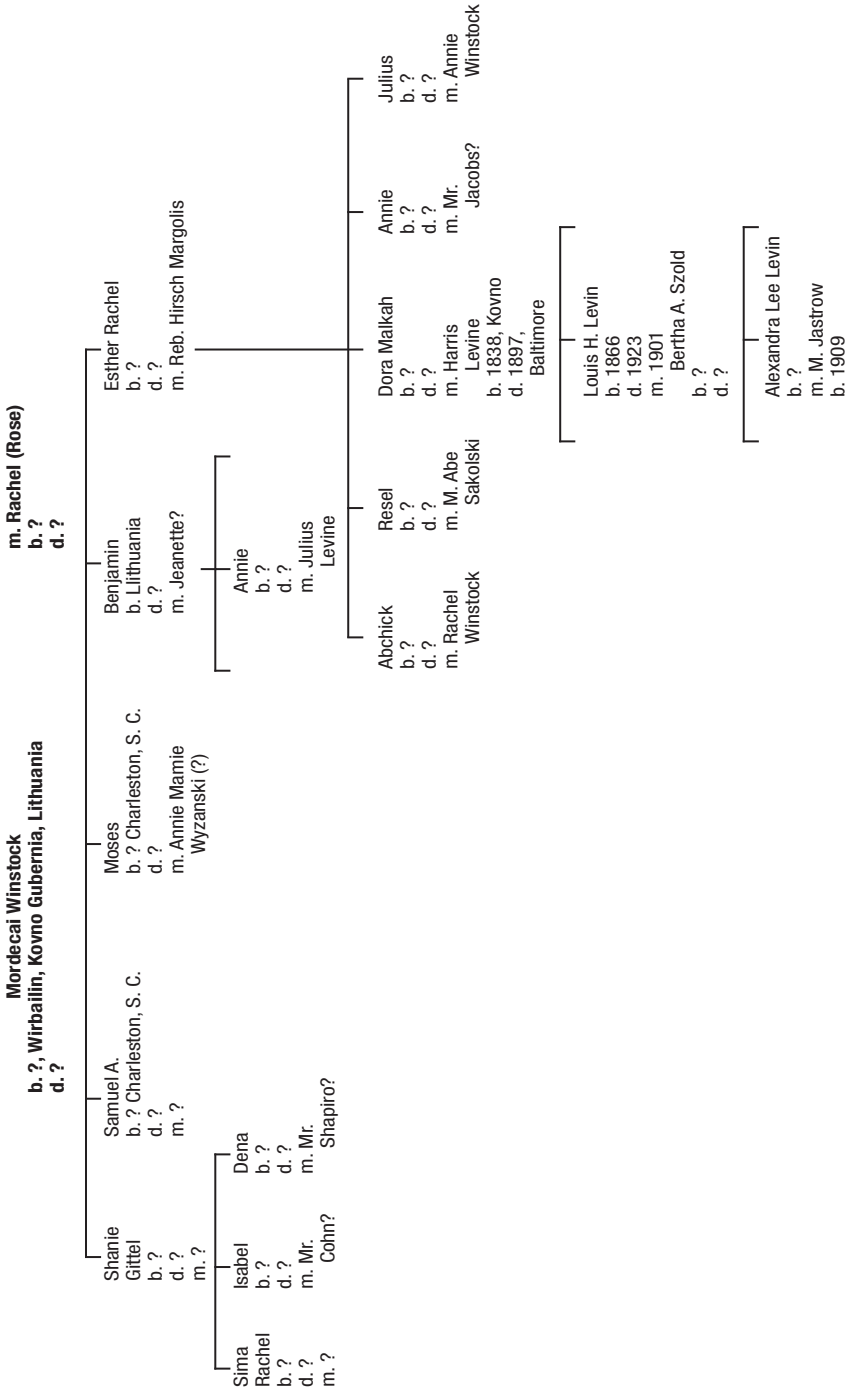 Mordecai Winstock
b. ?, Wirbailin, Kovno Gubernia, Lithuania
d. ?
m. Rachel (Rose)
b. ?
d. ?
Shanie
Gittel
b. ?
d. ?
m. ?
Samuel A.
b. ? Charleston, S. C.
d. ?
m. ?
Moses
b. ? Charleston, S. C.
d. ?
m. Annie Mamie
Wyzanski (?)
Benjamin
b. Llithuania
d. ?
m. Jeanette?
Esther Rachel
b. ?
d. ?
m. Reb. Hirsch Margolis
Sima
Rachel
b. ?
d. ?
m. ?
Isabel
b. ?
d. ?
m. Mr.
Cohn?
Dena
b. ?
d. ?
m. Mr.
Shapiro?
Annie
b. ?
d. ?
m. Julius
Levine
Abchick
b. ?
d. ?
m. Rachel
Winstock
Resel
b. ?
d. ?
m. M. Abe
Sakolski
Dora Malkah
b. ?
d. ?
m. Harris
Levine
b. 1838, Kovno
d. 1897,
Baltimore
Annie
b. ?
d. ?
m. Mr.
Jacobs?
Julius
b. ?
d. ?
m. Annie
Winstock
Louis H. Levin
b. 1866
d. 1923
m. 1901
Bertha A. Szold
b. ?
d. ?
Alexandra Lee Levin
b. ?
m. M. Jastrow
b. 1909